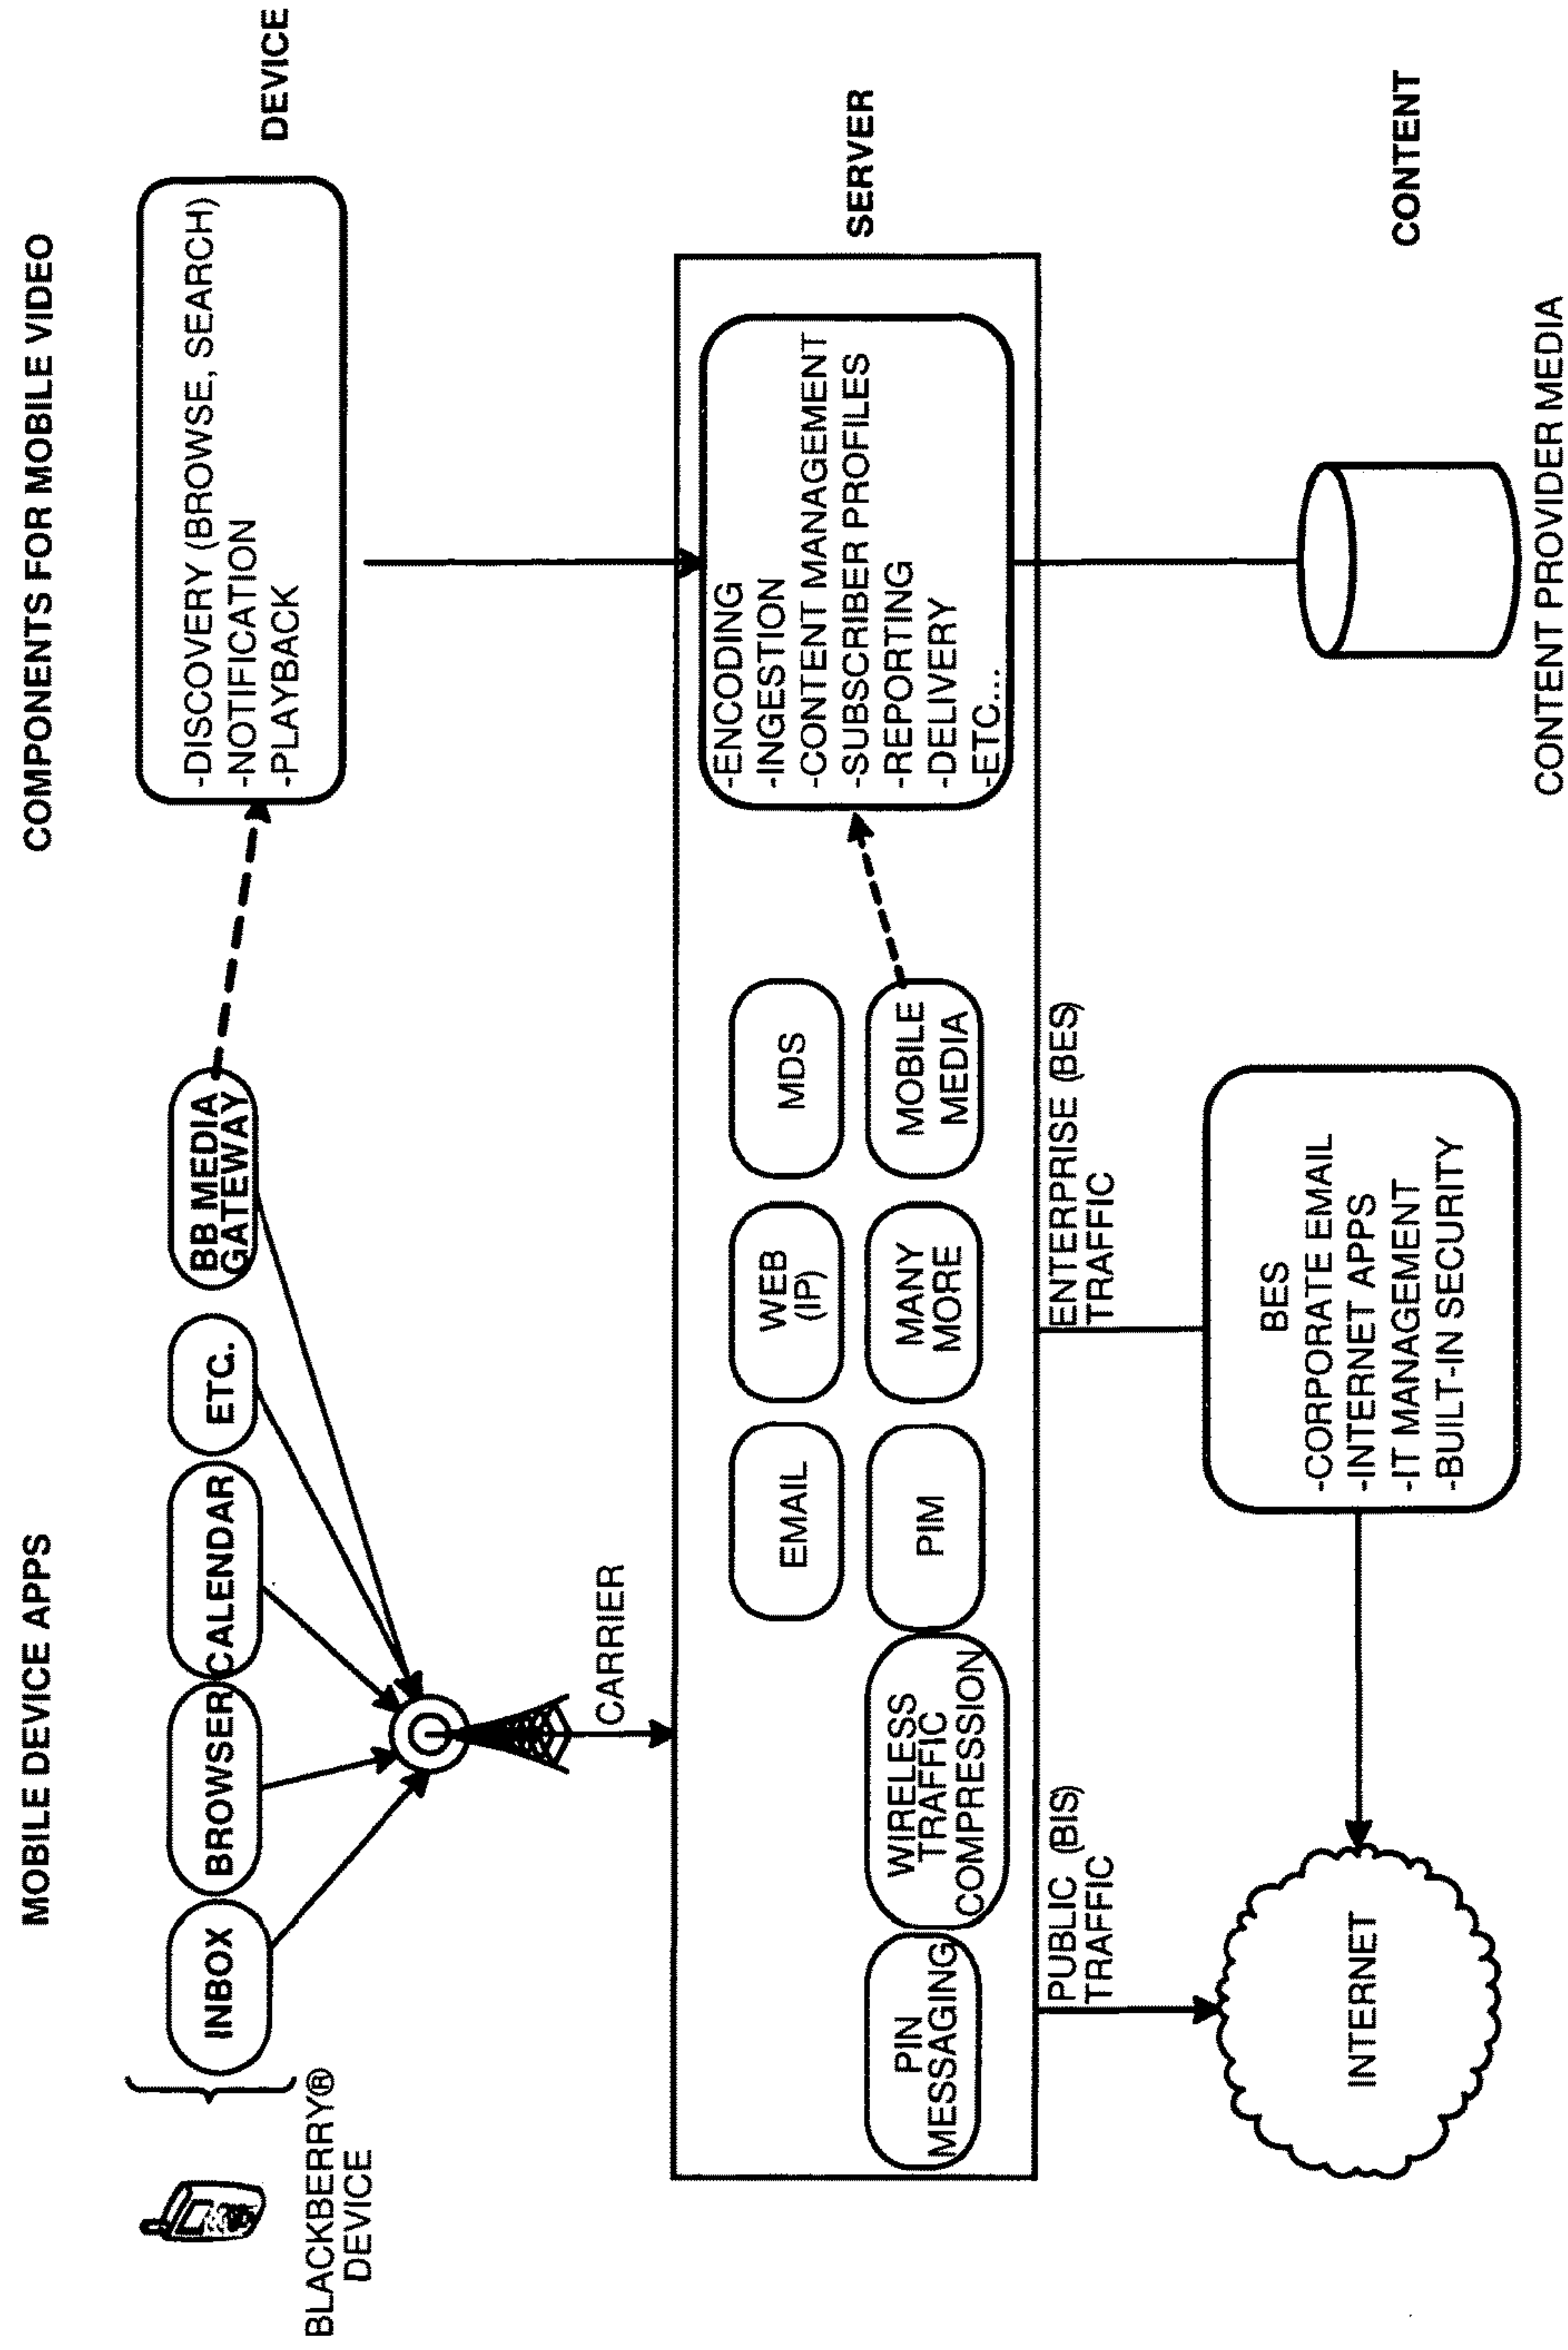 MOBILE DEVICE APPS
COMPONENTS FOR MOBILE VIDEO
BLACKBERRY®
DEVICE
INBOX
BROWSER
CALENDAR
ETC.
BB MEDIA
GATEWAY
-DISCOVERY (BROWSE, SEARCH)
-NOTIFICATION
-PLAYBACK
DEVICE
CARRIER
EMAIL
WEB
(IP)
MDS
PIN
MESSAGING
WIRELESS
TRAFFIC
COMPRESSION
PIM
MANY
MORE
MOBILE
MEDIA
-ENCODING
-INGESTION
-CONTENT MANAGEMENT
-SUBSCRIBER PROFILES
-REPORTING
-DELIVERY
-ETC...
SERVER
PUBLIC (BIS)
TRAFFIC
ENTERPRISE (BES)
TRAFFIC
INTERNET
BES
-CORPORATE EMAIL
-INTERNET APPS
-IT MANAGEMENT
-BUILT-IN SECURITY
CONTENT
CONTENT PROVIDER MEDIA